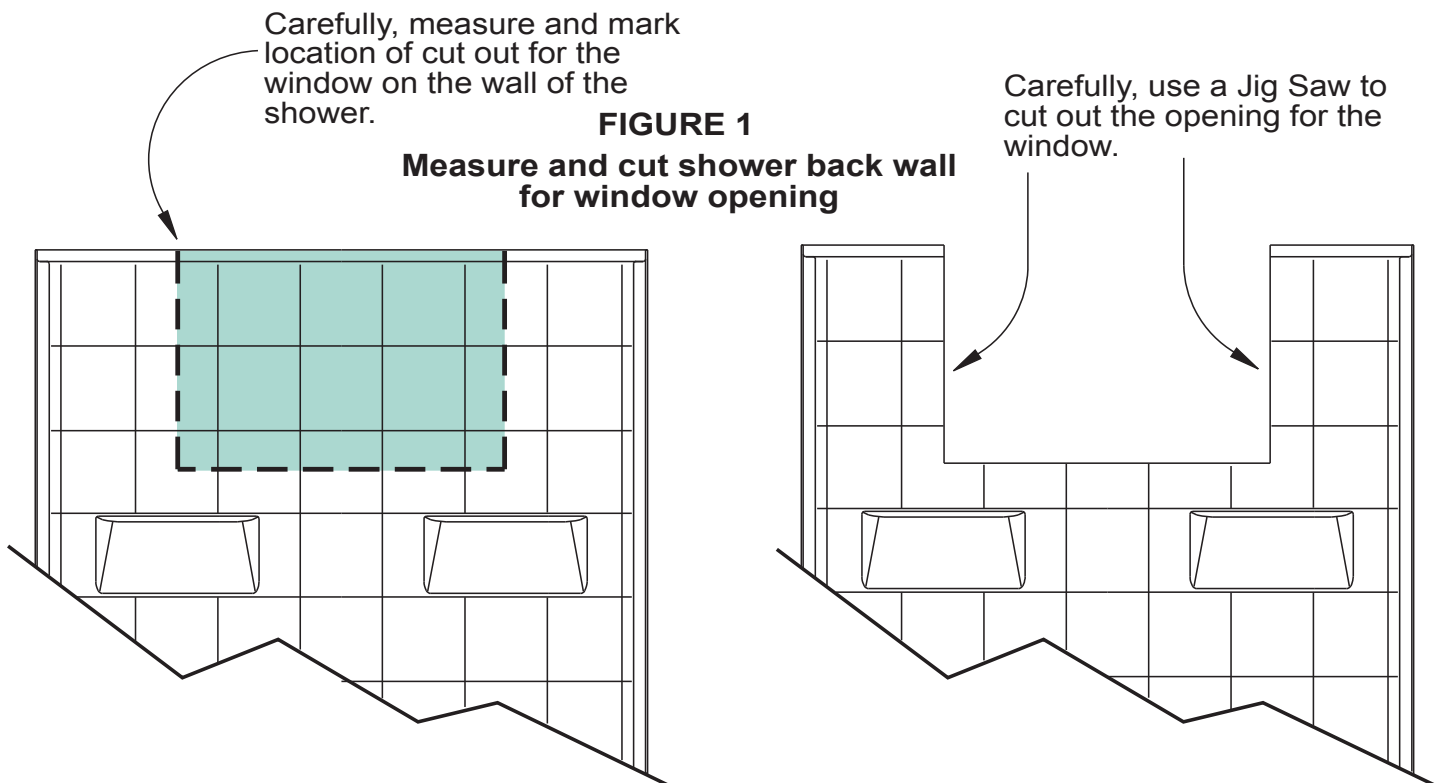 Carefully, measure and mark
location of cut out for the
window on the wall of the
shower.
FIGURE 1
Measure and cut shower back wall
for window opening
Carefully, use a Jig Saw to
cut out the opening for the
window.